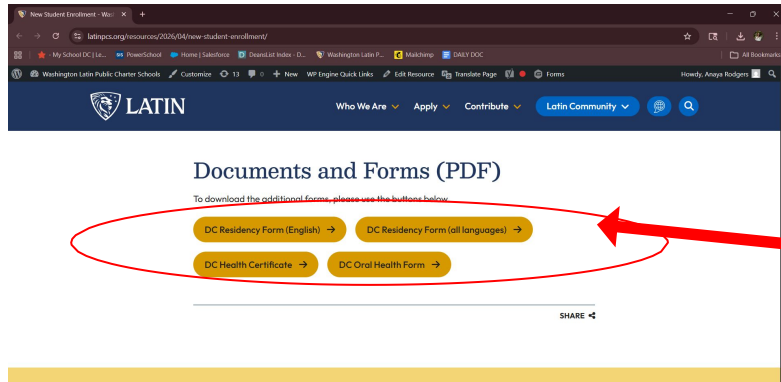 New Student Enrollment - Was
latinpcs.org/resources/2026/04/new-student-enrollment/
- My School DC | Le... PowerSchool Home | Salesforce DeansList Index - D... Washington Latin P... Mailchimp DAILY DOC All Bookmarks
Washington Latin Public Charter Schools Customize 13 0 New WP Engine Quick Links Edit Resource Translate Page Forms Howdy, Anaya Rodgers
LATIN Who We Are Apply Contribute Latin Community
Documents and Forms (PDF)
To download the additional forms, please use the buttons below.
DC Residency Form (English) → DC Residency Form (all languages) →
DC Health Certificate → DC Oral Health Form →
SHARE